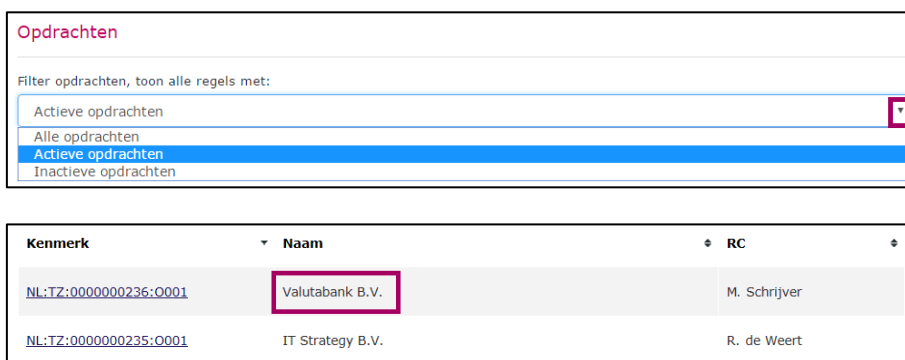 Opdrachten
Filter opdrachten, toon alle regels met:
Actieve opdrachten
Alle opdrachten
Actieve opdrachten
Inactieve opdrachten
Kenmerk Naam RC
NL:TZ:0000000236:O001 Valutabank B.V. M. Schrijver
NL:TZ:0000000235:O001 IT Strategy B.V. R. de Weert